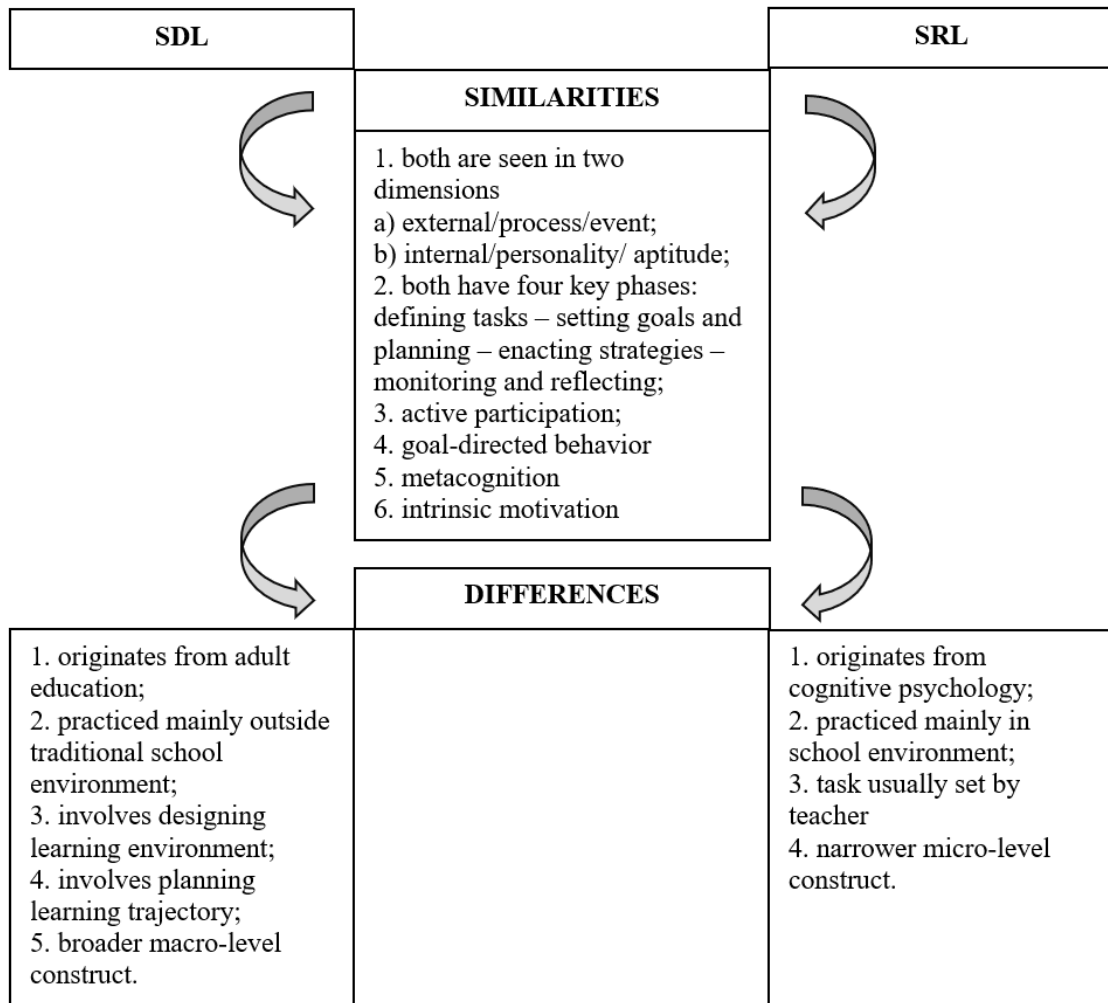 SDL
SRL
SIMILARITIES
1. both are seen in two
dimensions
a) external/process/event;
b) internal/personality/ aptitude;
2. both have four key phases:
defining tasks – setting goals and
planning – enacting strategies –
monitoring and reflecting;
3. active participation;
4. goal-directed behavior
5. metacognition
6. intrinsic motivation
DIFFERENCES
1. originates from adult
education;
2. practiced mainly outside
traditional school
environment;
3. involves designing
learning environment;
4. involves planning
learning trajectory;
5. broader macro-level
construct.
1. originates from
cognitive psychology;
2. practiced mainly in
school environment;
3. task usually set by
teacher
4. narrower micro-level
construct.